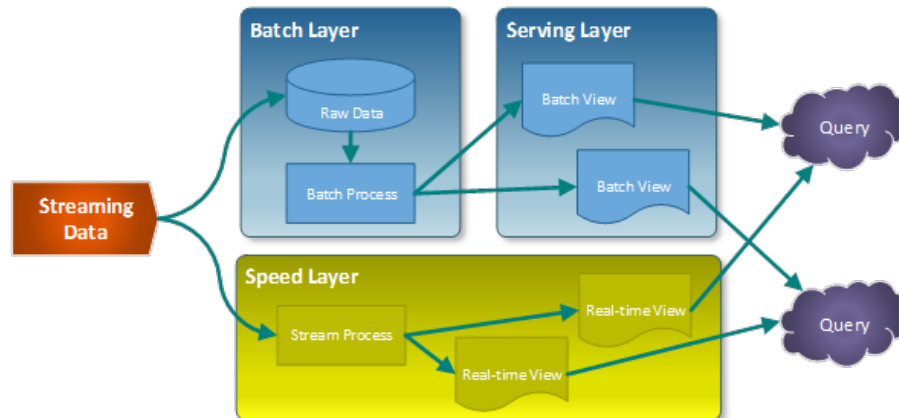 Batch Layer
Serving Layer
Raw Data
Batch View
Query
Batch Process
Batch View
Streaming
Data
Speed Layer
Stream Process
Real-time View
Query
Real-time View